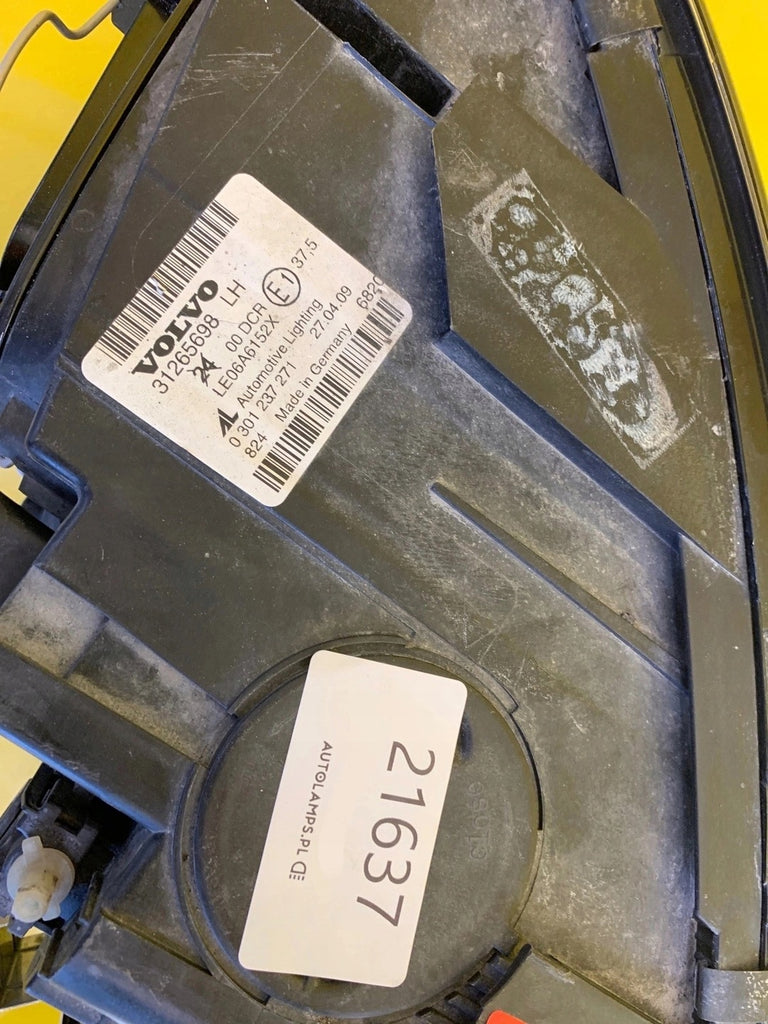 VOLVO
31265698 LH
24 00 DCR E1 37,5
LE06A6152X
AL Automotive Lighting
0 301 237 271 27.04.09
824 Made in Germany 682
21637
AUTOLAMPS.PL